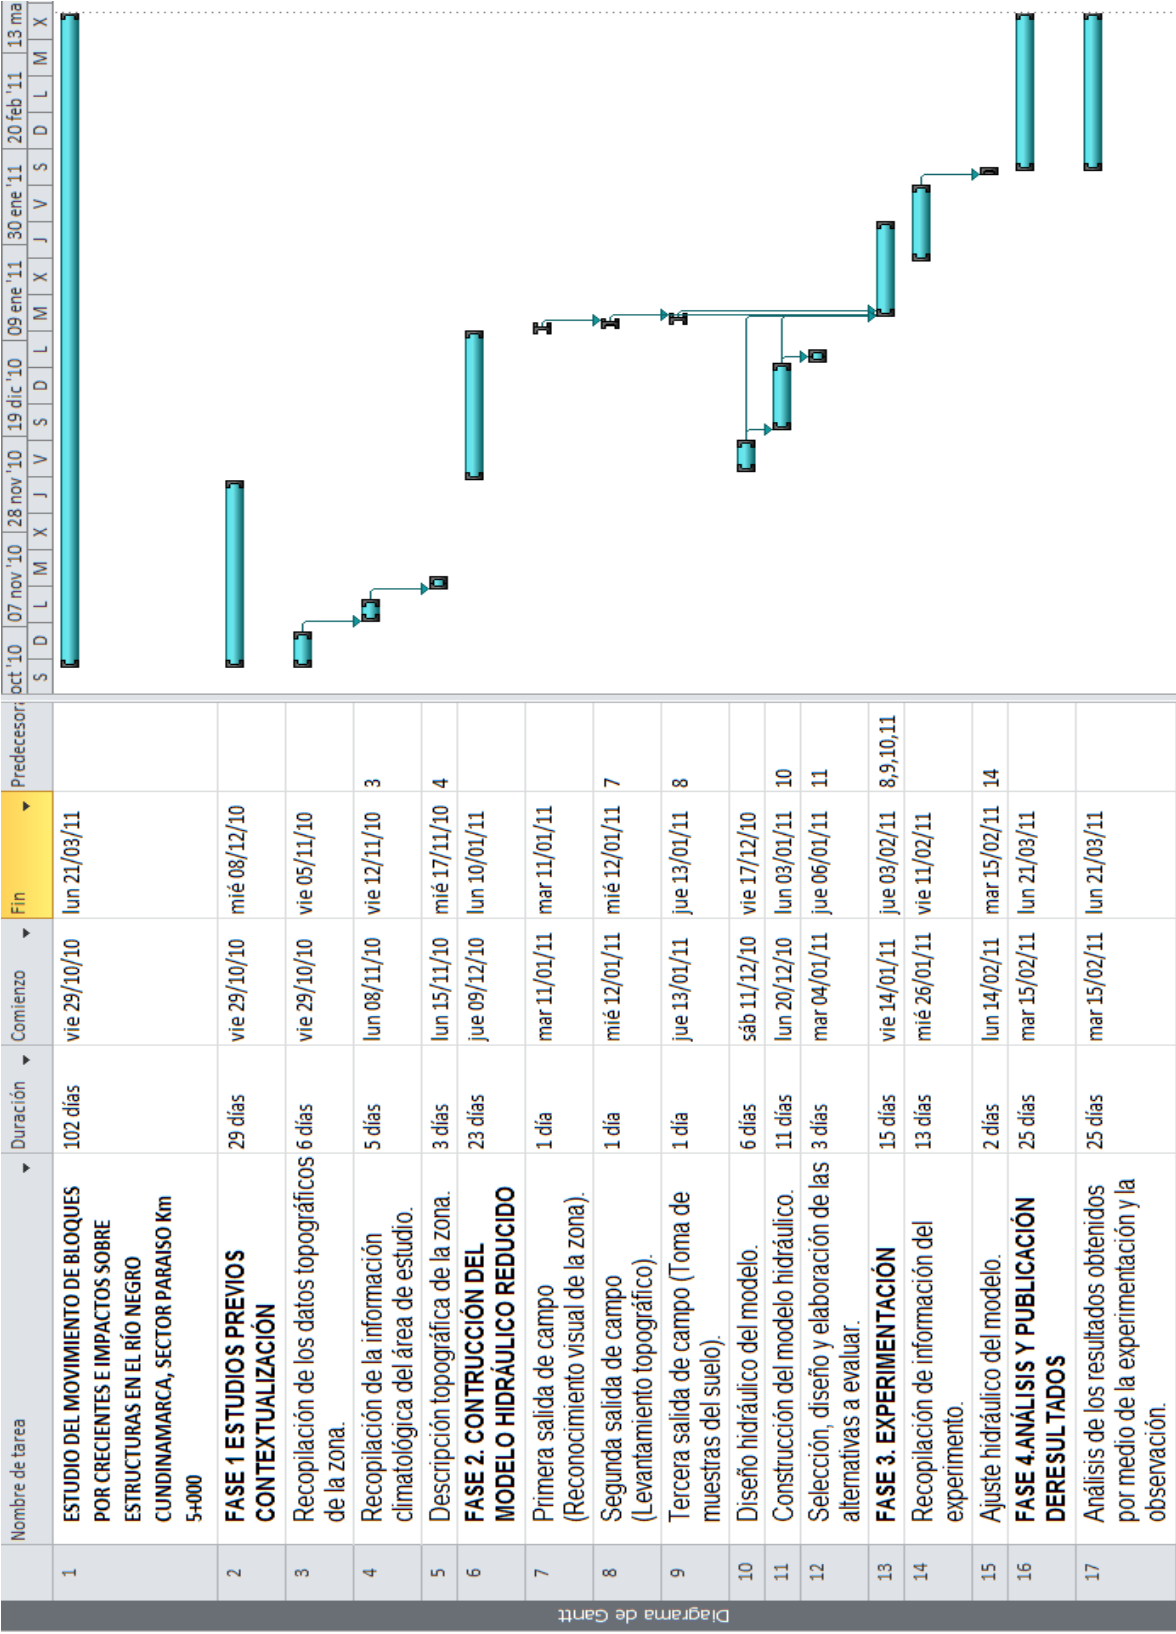 Diagrama de Gantt
Nombre de tarea Duración Comienzo Fin Predecesora
oct '10 07 nov '10 28 nov '10 19 dic '10 09 ene '11 30 ene '11 20 feb '11 13 ma
S D L M X J V S D L M X J V S D L M X
1 ESTUDIO DEL MOVIMIENTO DE BLOQUES 102 días vie 29/10/10 lun 21/03/11
POR CRECIENTES E IMPACTOS SOBRE
ESTRUCTURAS EN EL RÍO NEGRO
CUNDINAMARCA, SECTOR PARAISO Km
5+000
2 FASE 1 ESTUDIOS PREVIOS 29 días vie 29/10/10 mié 08/12/10
CONTEXTUALIZACIÓN
3 Recopilación de los datos topográficos 6 días vie 29/10/10 vie 05/11/10
de la zona.
4 Recopilación de la información 5 días lun 08/11/10 vie 12/11/10 3
climatológica del área de estudio.
5 Descripción topográfica de la zona. 3 días lun 15/11/10 mié 17/11/10 4
6 FASE 2. CONTRUCCIÓN DEL 23 días jue 09/12/10 lun 10/01/11
MODELO HIDRÁULICO REDUCIDO
7 Primera salida de campo 1 día mar 11/01/11 mar 11/01/11
(Reconocimiento visual de la zona).
8 Segunda salida de campo 1 día mié 12/01/11 mié 12/01/11 7
(Levantamiento topográfico).
9 Tercera salida de campo (Toma de 1 día jue 13/01/11 jue 13/01/11 8
muestras del suelo).
10 Diseño hidráulico del modelo. 6 días sáb 11/12/10 vie 17/12/10
11 Construcción del modelo hidráulico. 11 días lun 20/12/10 lun 03/01/11 10
12 Selección, diseño y elaboración de las 3 días mar 04/01/11 jue 06/01/11 11
alternativas a evaluar.
13 FASE 3. EXPERIMENTACIÓN 15 días vie 14/01/11 jue 03/02/11 8,9,10,11
14 Recopilación de información del 13 días mié 26/01/11 vie 11/02/11
experimento.
15 Ajuste hidráulico del modelo. 2 días lun 14/02/11 mar 15/02/11 14
16 FASE 4.ANÁLISIS Y PUBLICACIÓN 25 días mar 15/02/11 lun 21/03/11
DERESULTADOS
17 Análisis de los resultados obtenidos 25 días mar 15/02/11 lun 21/03/11
por medio de la experimentación y la
observación.